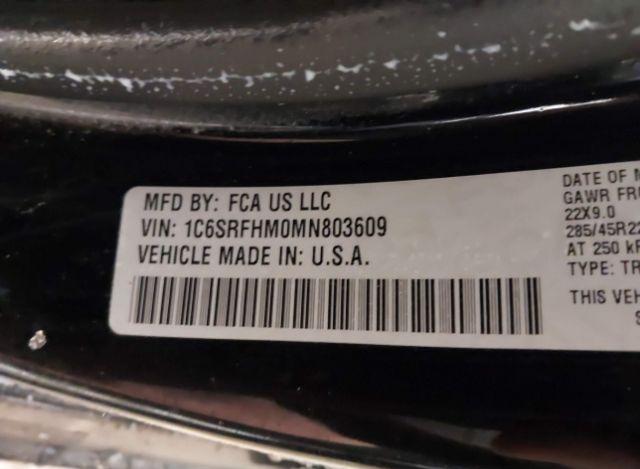 MFD BY: FCA US LLC
VIN: 1C6SRFHM0MN803609
VEHICLE MADE IN: U.S.A.
DATE OF M
GAWR FR
22X9.0
285/45R22
AT 250 k
TYPE: TR
THIS VEH
S